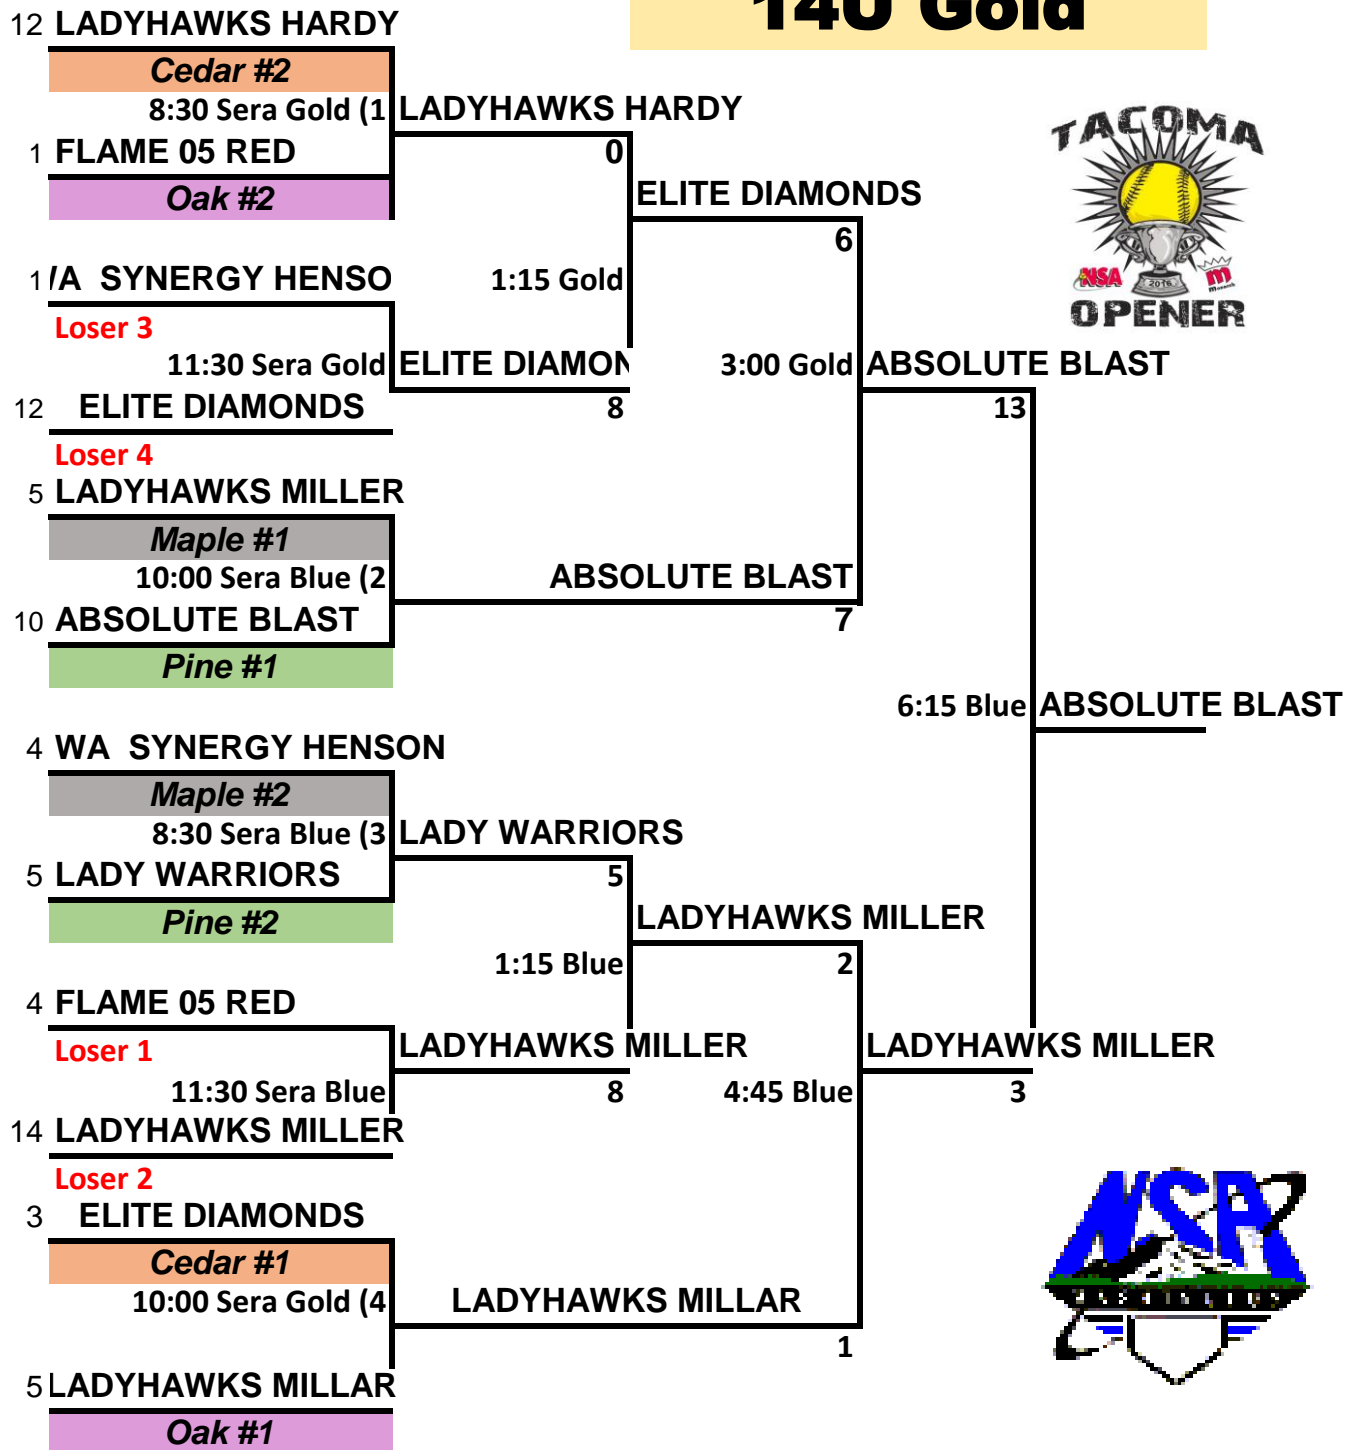 14U Gold
12 LADYHAWKS HARDY
Cedar #2
8:30 Sera Gold (1
LADYHAWKS HARDY
1 FLAME 05 RED
0
Oak #2
ELITE DIAMONDS
6
1 /A SYNERGY HENSO
1:15 Gold
Loser 3
11:30 Sera Gold
ELITE DIAMON
3:00 Gold
ABSOLUTE BLAST
12 ELITE DIAMONDS
8
13
Loser 4
5 LADYHAWKS MILLER
Maple #1
10:00 Sera Blue (2
ABSOLUTE BLAST
10 ABSOLUTE BLAST
7
Pine #1
6:15 Blue
ABSOLUTE BLAST
4 WA SYNERGY HENSON
Maple #2
8:30 Sera Blue (3
LADY WARRIORS
5 LADY WARRIORS
5
Pine #2
LADYHAWKS MILLER
1:15 Blue
2
4 FLAME 05 RED
Loser 1
LADYHAWKS MILLER
LADYHAWKS MILLER
11:30 Sera Blue
8
4:45 Blue
3
14 LADYHAWKS MILLER
Loser 2
3 ELITE DIAMONDS
Cedar #1
10:00 Sera Gold (4
LADYHAWKS MILLAR
1
5 LADYHAWKS MILLAR
Oak #1
TACOMA
NSA
2016
m
Monarch
OPENER
NSA